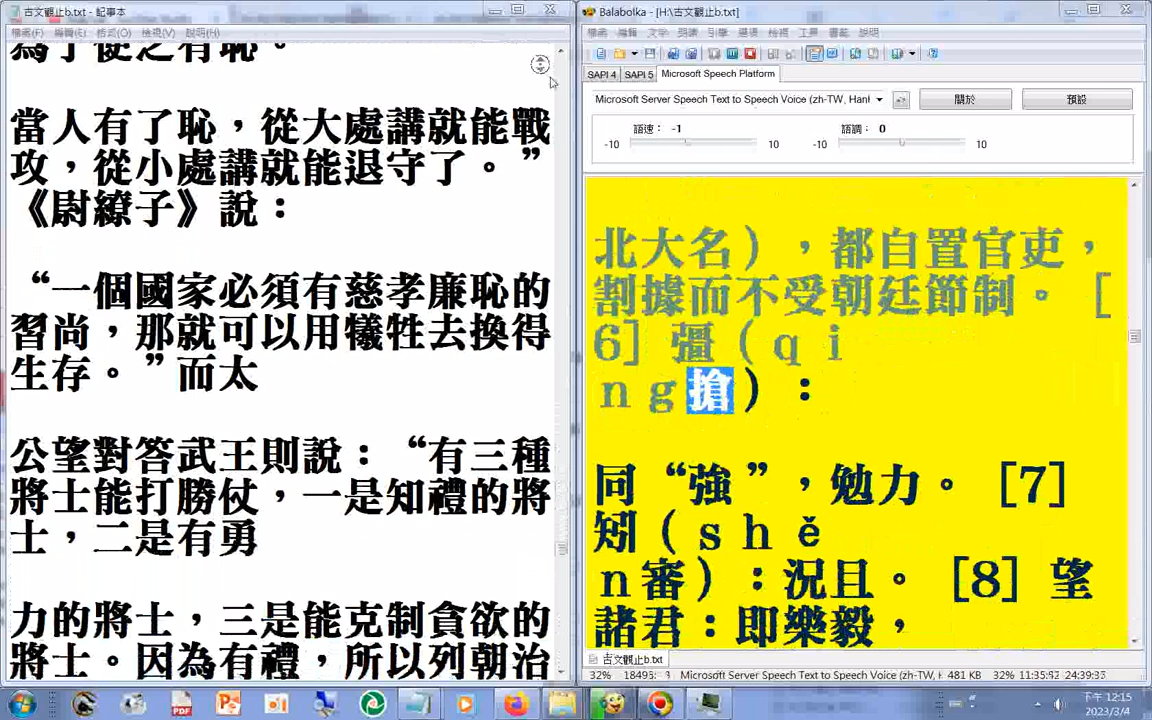 古文觀止b.txt - 記事本
檔案(F) 編輯(E) 格式(O) 檢視(V) 說明(H)
為了使之有恥。
當人有了恥，從大處講就能戰
攻，從小處講就能退守了。”
《尉繚子》說：
“一個國家必須有慈孝廉恥的
習尚，那就可以用犧牲去換得
生存。”而太
公望對答武王則說：“有三種
將士能打勝仗，一是知禮的將
士，二是有勇
力的將士，三是能克制貪欲的
將士。因為有禮，所以列朝治
Balabolka - [H:\古文觀止b.txt]
檔案 編輯 文字 朗讀 引擎 選項 檢視 工具 書籤 說明
SAPI 4 SAPI 5 Microsoft Speech Platform
Microsoft Server Speech Text to Speech Voice (zh-TW, Hanl
關於
預設
語速： -1
語調： 0
-10 10 -10 10
北大名），都自置官吏，
割據而不受朝廷節制。[
6] 彊（q i
n g搶）：
同“強”，勉力。[7]
矧（s h ě
n審）：況且。[8] 望
諸君：即樂毅，
古文觀止b.txt
32% Microsoft Server Speech Text to Speech Voice (zh-TW, H 481 KB 32% 11:35:52 24:39:33
下午 12:15
2023/3/4